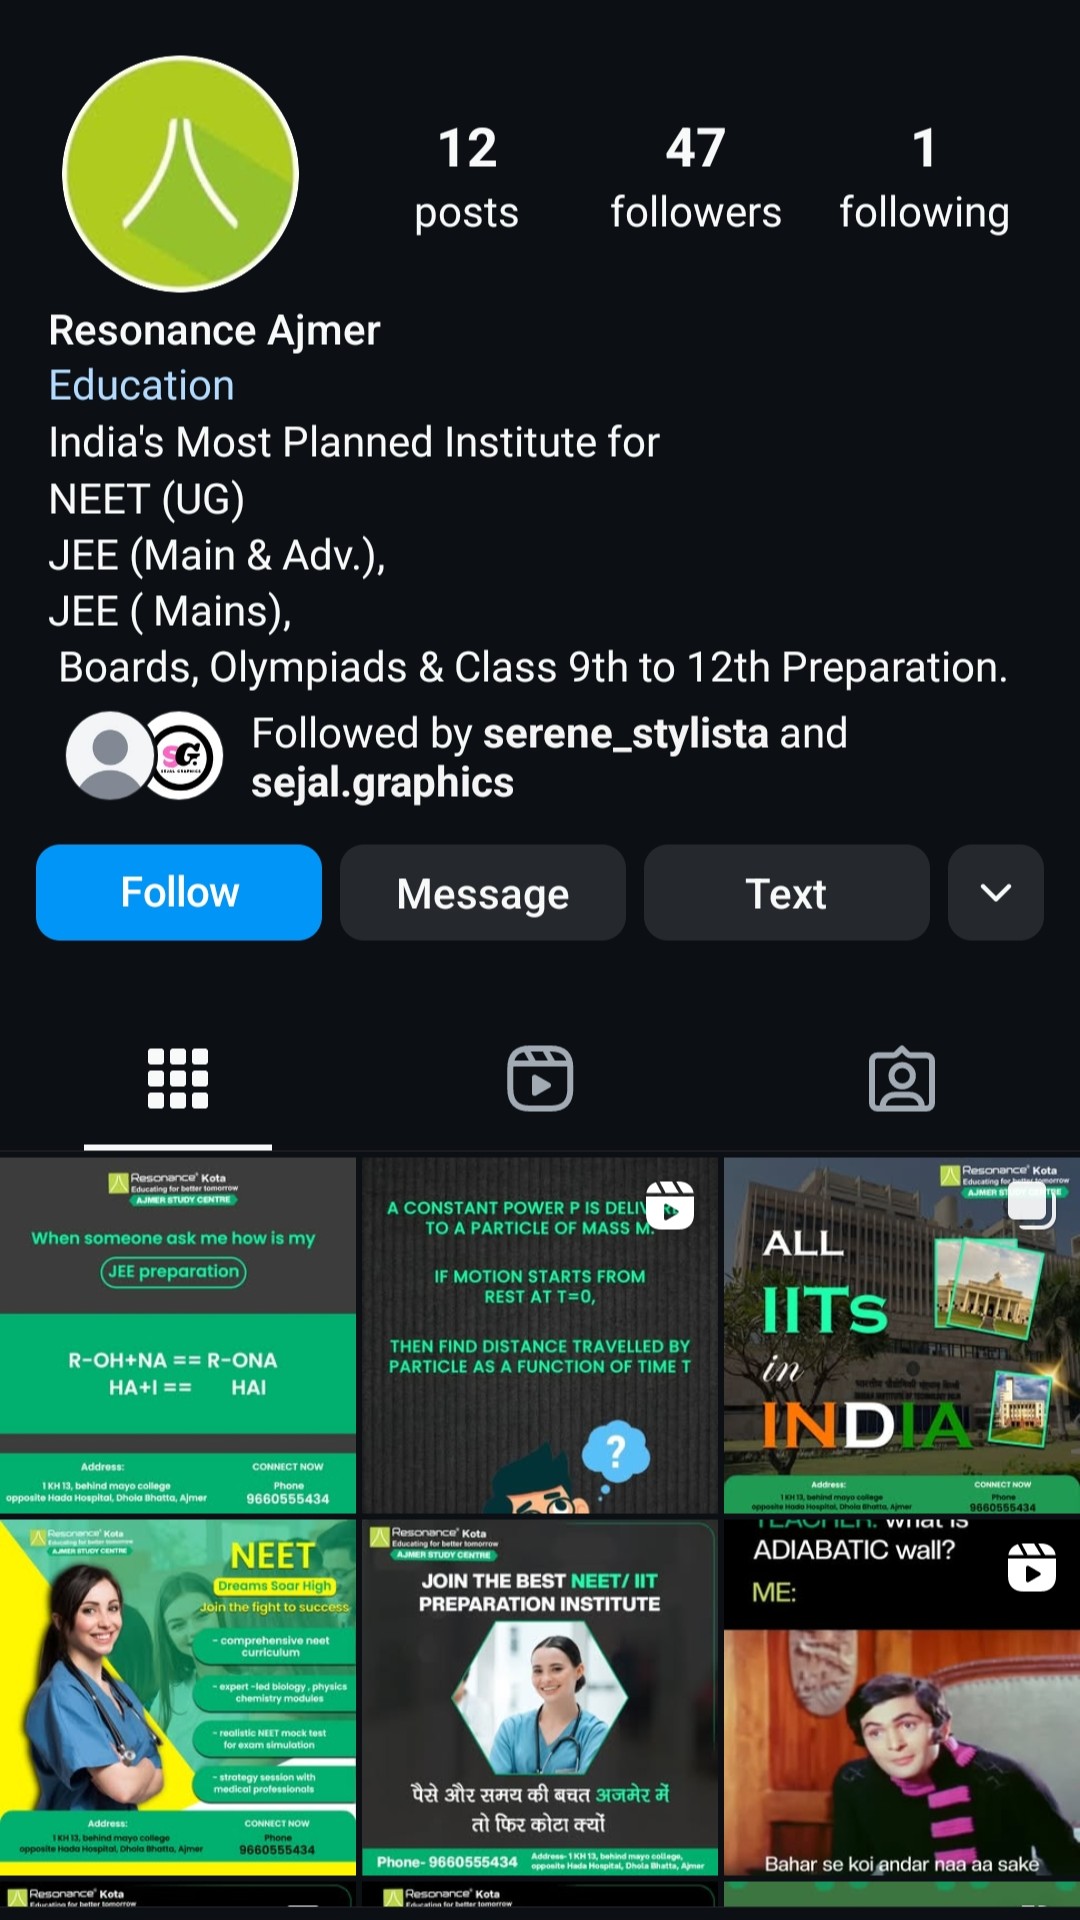 12
posts
47
followers
1
following
Resonance Ajmer
Education
India's Most Planned Institute for
NEET (UG)
JEE (Main & Adv.),
JEE ( Mains),
Boards, Olympiads & Class 9th to 12th Preparation.
Followed by serene_stylista and
sejal.graphics
Follow
Message
Text
Resonance® Kota
Educating for better tomorrow
AJMER STUDY CENTRE
When someone ask me how is my
JEE preparation
R-OH+NA == R-ONA
HA+I == HAI
Address:
1 KH 13, behind mayo college
opposite Hada Hospital, Dhola Bhatta, Ajmer
CONNECT NOW
Phone
9660555434
A CONSTANT POWER P IS
TO A PARTICLE OF MASS M.
IF MOTION STARTS FROM
REST AT T=0,
THEN FIND DISTANCE TRAVELLED BY
PARTICLE AS A FUNCTION OF TIME T
?
Resonance® Kota
Educating for better tomorrow
AJMER
ALL
IITs
in
INDIA
Address:
1 KH 13, behind mayo college
opposite Hada Hospital, Dhola Bhatta, Ajmer
CONNECT NOW
Phone
9660555434
Resonance® Kota
Educating for better tomorrow
AJMER STUDY CENTRE
NEET
Dreams Soar High
Join the fight to success
- comprehensive neet
curriculum
- expert -led biology , physics
chemistry modules
- realistic NEET mock test
for exam simulation
- strategy session with
medical professionals
Address:
1 KH 13, behind mayo college
opposite Hada Hospital, Dhola Bhatta, Ajmer
CONNECT NOW
Phone
9660555434
Resonance® Kota
Educating for better tomorrow
AJMER STUDY CENTRE
JOIN THE BEST NEET/ IIT
PREPARATION INSTITUTE
पैसे और समय की बचत अजमेर में
तो फिर कोटा क्यों
Phone- 9660555434
Address- 1 KH 13, behind mayo college,
opposite Hada Hospital, Dhola Bhatta, Ajmer
TEACHER: what is
ADIABATIC wall?
ME:
Bahar se koi andar naa aa sake
Resonance® Kota
Educating for better tomorrow
Resonance® Kota
Educating for better tomorrow